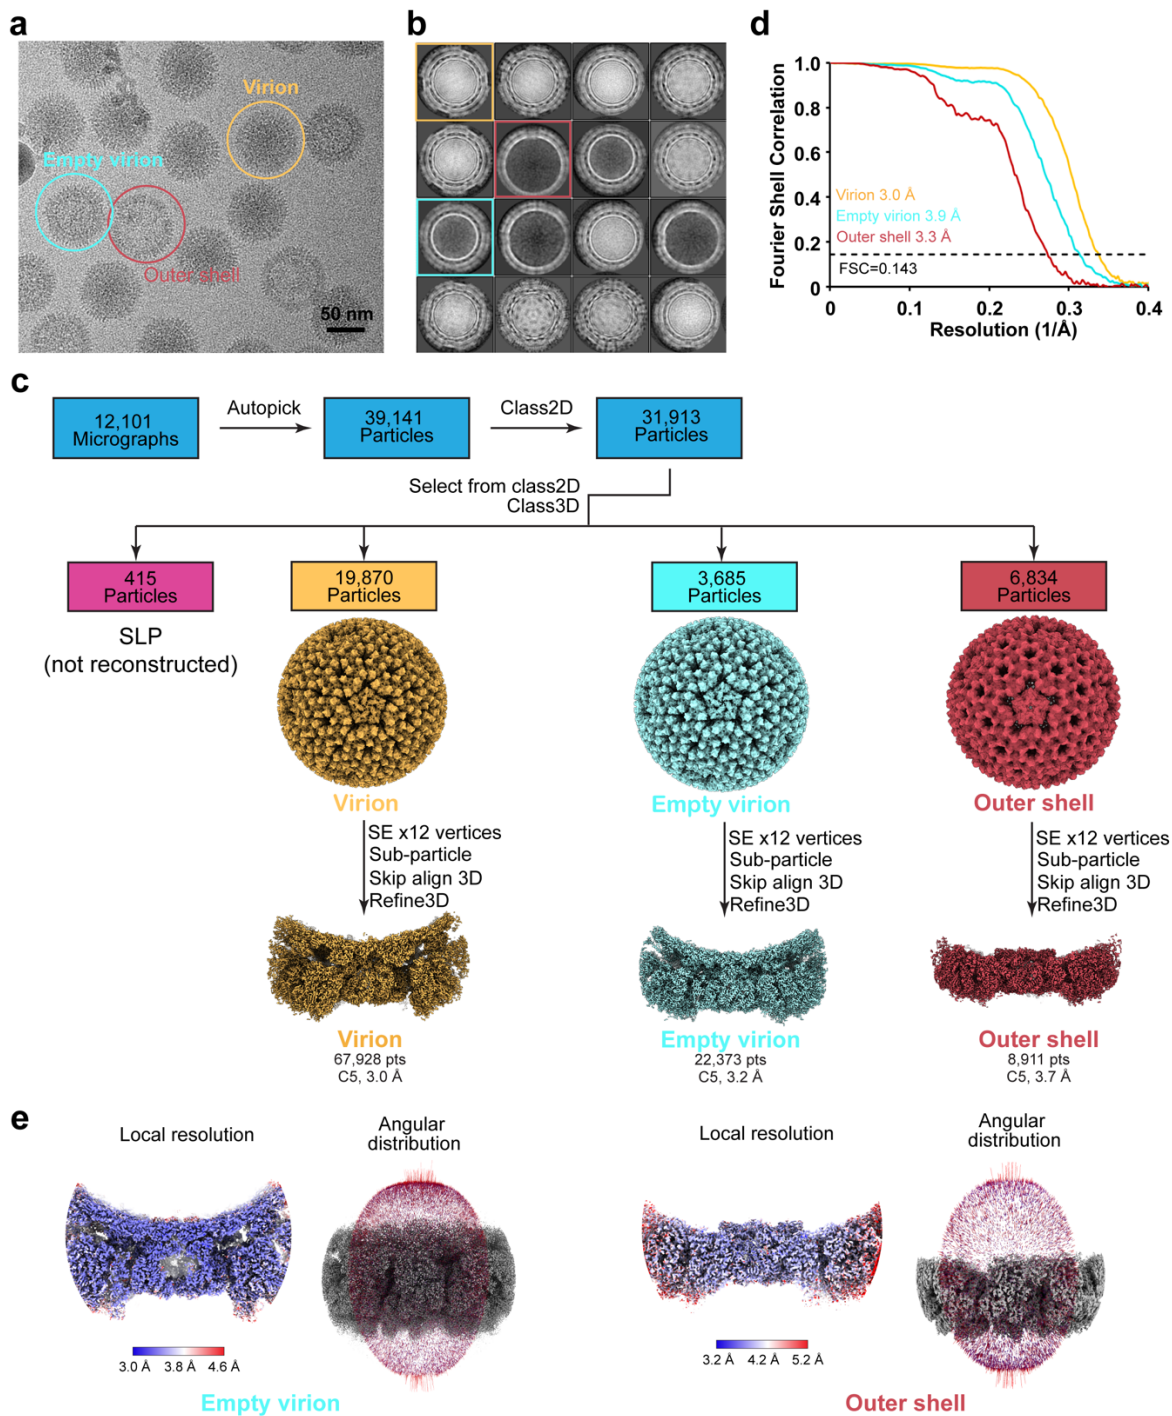 a
Virion
Empty virion
Outer shell
50 nm
b
d
Fourier Shell Correlation
1.0
0.8
0.6
0.4
0.2
0
Virion 3.0 Å
Empty virion 3.9 Å
Outer shell 3.3 Å
FSC=0.143
0
0.1
0.2
0.3
0.4
Resolution (1/Å)
c
12,101
Micrographs
Autopick
39,141
Particles
Class2D
31,913
Particles
Select from class2D
Class3D
415
Particles
SLP
(not reconstructed)
19,870
Particles
3,685
Particles
6,834
Particles
Virion
Empty virion
Outer shell
SE x12 vertices
Sub-particle
Skip align 3D
Refine3D
SE x12 vertices
Sub-particle
Skip align 3D
Refine3D
SE x12 vertices
Sub-particle
Skip align 3D
Refine3D
Virion
67,928 pts
C5, 3.0 Å
Empty virion
22,373 pts
C5, 3.2 Å
Outer shell
8,911 pts
C5, 3.7 Å
e
Local resolution
Angular
distribution
3.0 Å
3.8 Å
4.6 Å
Empty virion
Local resolution
Angular
distribution
3.2 Å
4.2 Å
5.2 Å
Outer shell